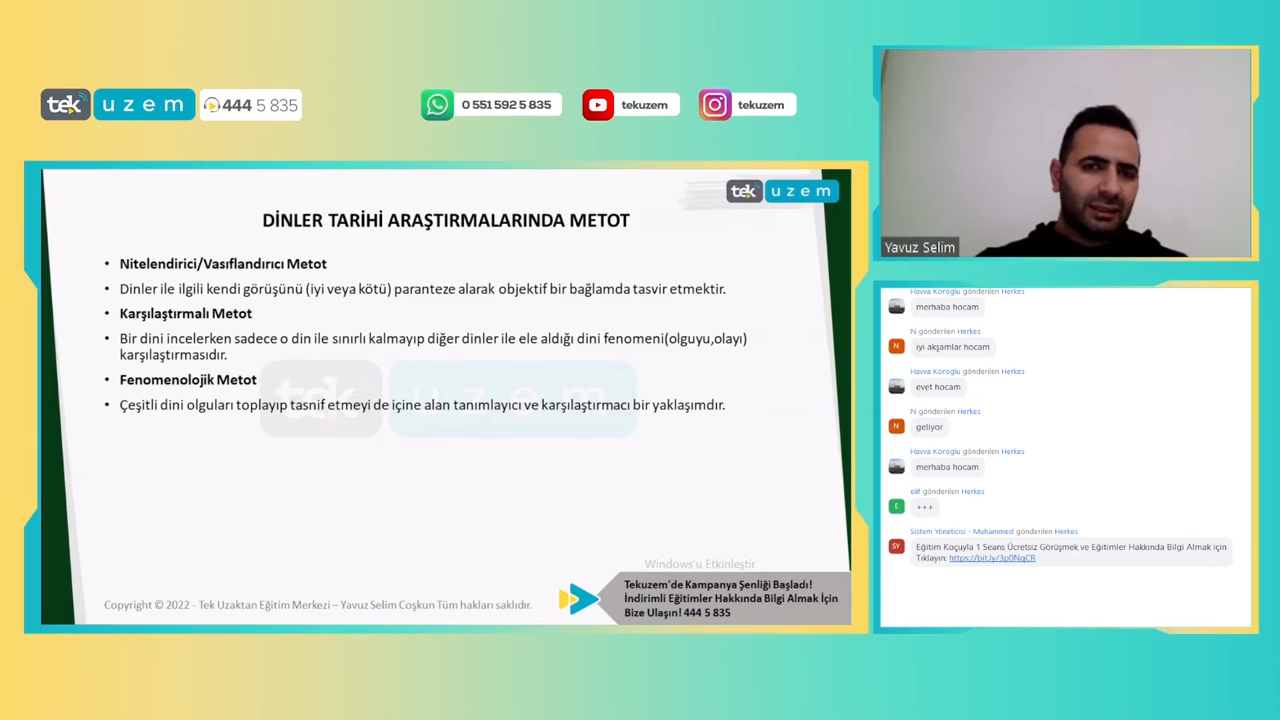 tek uzem 444 5 835
0 551 592 5 835
tekuzem
tekuzem
tek uzem
DİNLER TARİHİ ARAŞTIRMALARINDA METOT
• Nitelendirici/Vasıflandırıcı Metot
• Dinler ile ilgili kendi görüşünü (iyi veya kötü) paranteze alarak objektif bir bağlamda tasvir etmektir.
• Karşılaştırmalı Metot
• Bir dini incelerken sadece o din ile sınırlı kalmayıp diğer dinler ile ele aldığı dini fenomeni(olguyu,olayı)
karşılaştırmasıdır.
• Fenomenolojik Metot
• Çeşitli dini olguları toplayıp tasnif etmeyi de içine alan tanımlayıcı ve karşılaştırmacı bir yaklaşımdır.
tek uzem
Windows'u Etkinleştir
Copyright © 2022 - Tek Uzaktan Eğitim Merkezi – Yavuz Selim Coşkun Tüm hakları saklıdır.
Tekuzem'de Kampanya Şenliği Başladı!
İndirimli Eğitimler Hakkında Bilgi Almak İçin
Bize Ulaşın! 444 5 835
Yavuz Selim
Havva Koroglu gönderilen Herkes
merhaba hocam
N gönderilen Herkes
N
iyi akşamlar hocam
Havva Koroglu gönderilen Herkes
evet hocam
N gönderilen Herkes
N
geliyor
Havva Koroglu gönderilen Herkes
merhaba hocam
elif gönderilen Herkes
E
+++
Sistem Yöneticisi - Muhammed gönderilen Herkes
SY
Eğitim Koçuyla 1 Seans Ücretsiz Görüşmek ve Eğitimler Hakkında Bilgi Almak için
Tıklayın: https://bit.ly/3p0NqCR